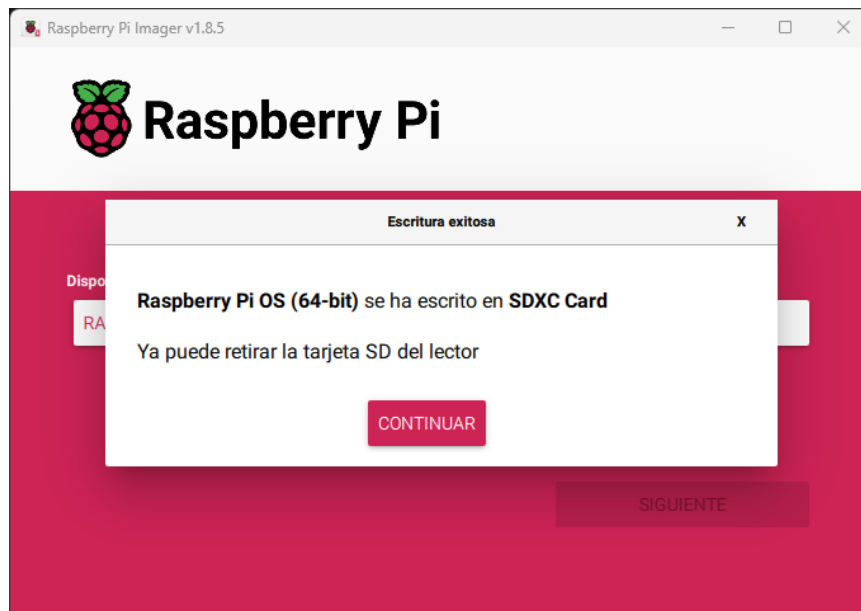 Raspberry Pi Imager v1.8.5
Raspberry Pi
Escritura exitosa X
Dispo
RA
Raspberry Pi OS (64-bit) se ha escrito en SDXC Card
Ya puede retirar la tarjeta SD del lector
CONTINUAR
SIGUIENTE